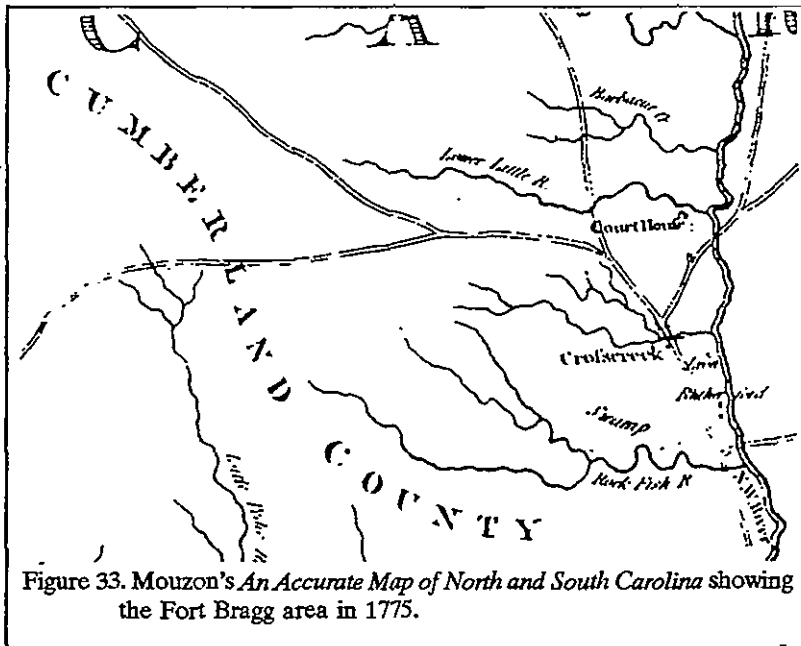 CUMBERLAND
COUNTY
Lower Little R.
Court House
Crosscreek
Swamp
Rock Fish R
N.W. River
Figure 33. Mouzon's An Accurate Map of North and South Carolina showing
the Fort Bragg area in 1775.